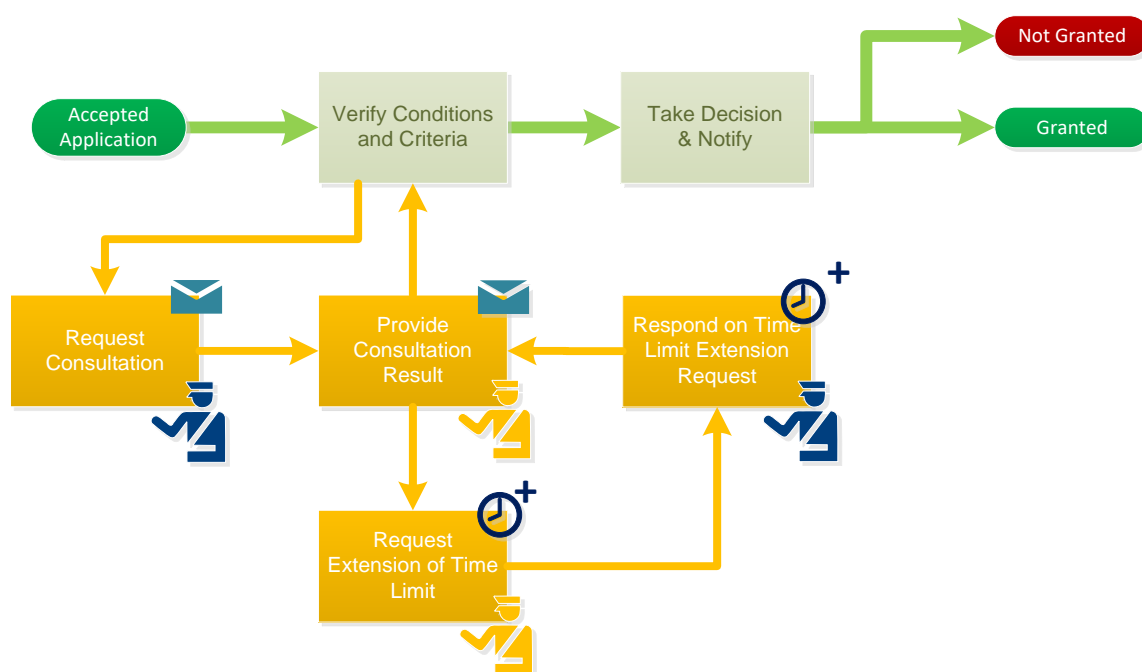 Not Granted
Accepted
Application
Verify Conditions
and Criteria
Take Decision
& Notify
Granted
Request
Consultation
Provide
Consultation
Result
Respond on Time
Limit Extension
Request
Request
Extension of Time
Limit